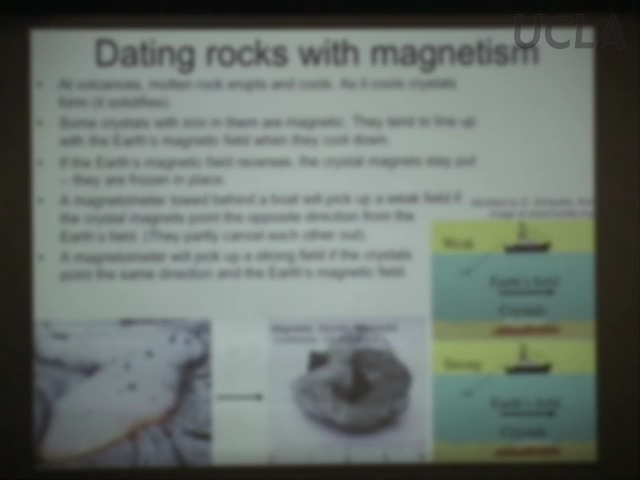 UCLA
Dating rocks with magnetism
• At volcanoes, molten rock erupts and cools. As it cools crystals
form (it solidifies).
• Some crystals with iron in them are magnetic. They tend to line up
with the Earth's magnetic field when they cool down.
• If the Earth's magnetic field reverses, the crystal magnets stay put
– they are frozen in place.
• A magnetometer towed behind a boat will pick up a weak field if
the crystal magnets point the opposite direction from the
Earth's field. (They partly cancel each other out).
• A magnetometer will pick up a strong field if the crystals
point the same direction and the Earth's magnetic field.
Weak
Earth's field
Crystals
Strong
Earth's field
Crystals